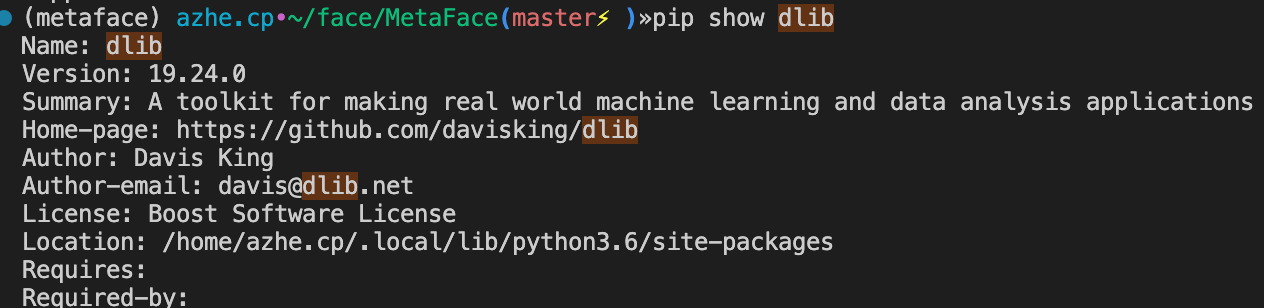 (metaface) azhe.cp•~/face/MetaFace(master⚡ )»pip show dlib
Name: dlib
Version: 19.24.0
Summary: A toolkit for making real world machine learning and data analysis applications
Home-page: https://github.com/davisking/dlib
Author: Davis King
Author-email: davis@dlib.net
License: Boost Software License
Location: /home/azhe.cp/.local/lib/python3.6/site-packages
Requires:
Required-by: